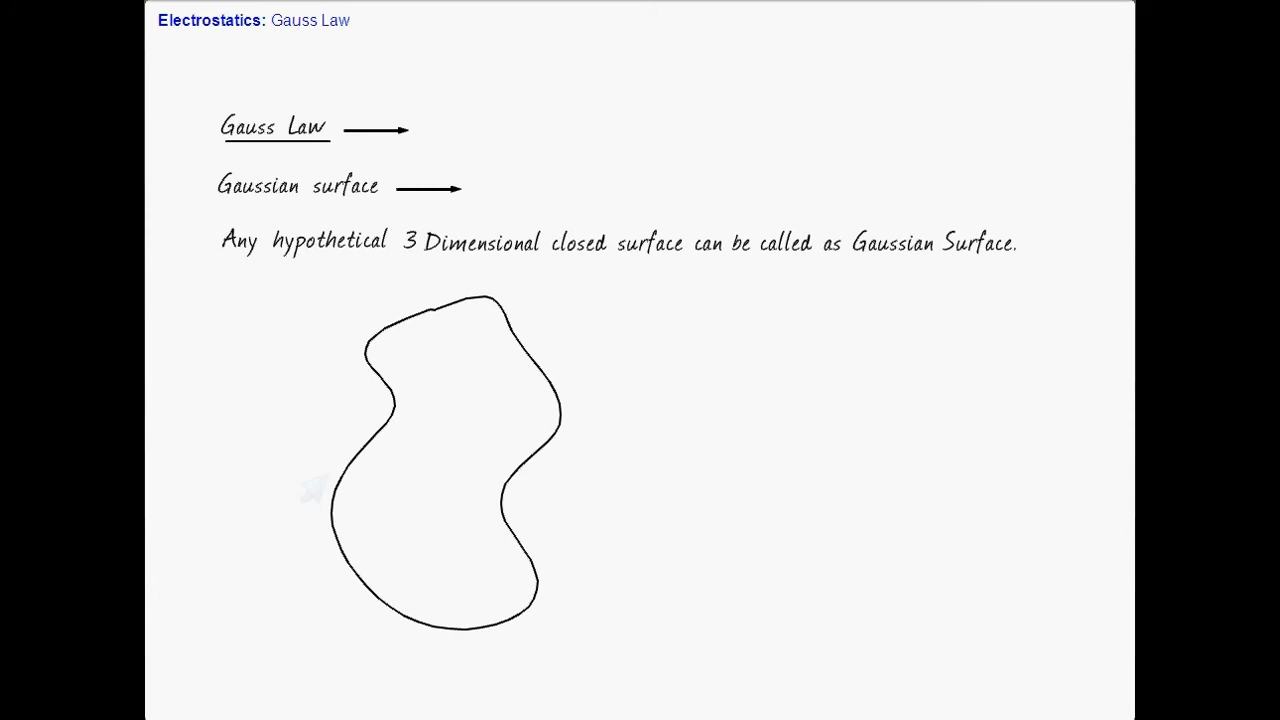 Electrostatics: Gauss Law
Gauss Law
Gaussian surface
Any hypothetical 3 Dimensional closed surface can be called as Gaussian Surface.